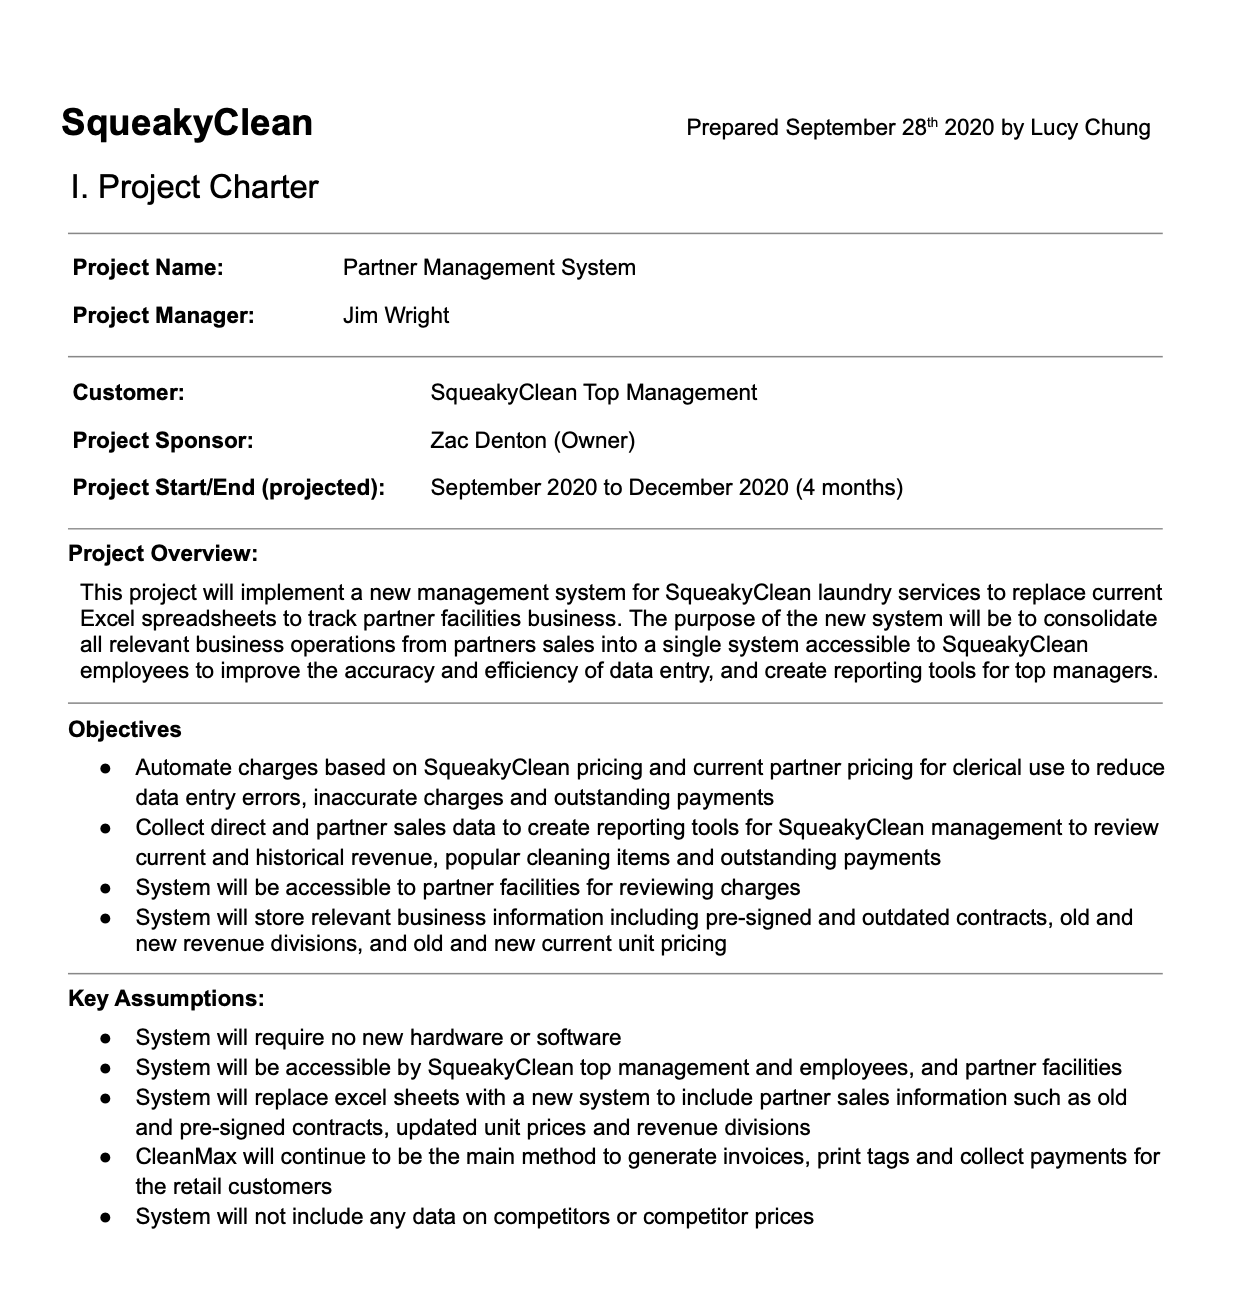 SqueakyClean
Prepared September 28th 2020 by Lucy Chung
I. Project Charter
Project Name: Partner Management System
Project Manager: Jim Wright
Customer: SqueakyClean Top Management
Project Sponsor: Zac Denton (Owner)
Project Start/End (projected): September 2020 to December 2020 (4 months)
Project Overview:
This project will implement a new management system for SqueakyClean laundry services to replace current
Excel spreadsheets to track partner facilities business. The purpose of the new system will be to consolidate
all relevant business operations from partners sales into a single system accessible to SqueakyClean
employees to improve the accuracy and efficiency of data entry, and create reporting tools for top managers.
Objectives
● Automate charges based on SqueakyClean pricing and current partner pricing for clerical use to reduce
data entry errors, inaccurate charges and outstanding payments
● Collect direct and partner sales data to create reporting tools for SqueakyClean management to review
current and historical revenue, popular cleaning items and outstanding payments
● System will be accessible to partner facilities for reviewing charges
● System will store relevant business information including pre-signed and outdated contracts, old and
new revenue divisions, and old and new current unit pricing
Key Assumptions:
● System will require no new hardware or software
● System will be accessible by SqueakyClean top management and employees, and partner facilities
● System will replace excel sheets with a new system to include partner sales information such as old
and pre-signed contracts, updated unit prices and revenue divisions
● CleanMax will continue to be the main method to generate invoices, print tags and collect payments for
the retail customers
● System will not include any data on competitors or competitor prices